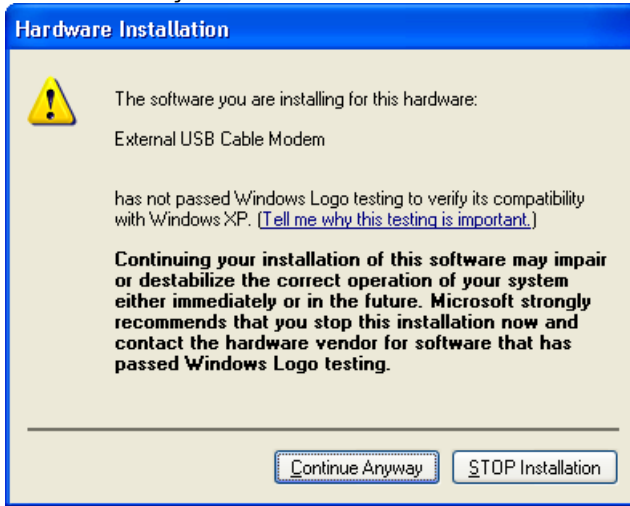 Hardware Installation
The software you are installing for this hardware:
External USB Cable Modem
has not passed Windows Logo testing to verify its compatibility
with Windows XP. (Tell me why this testing is important.)
Continuing your installation of this software may impair
or destabilize the correct operation of your system
either immediately or in the future. Microsoft strongly
recommends that you stop this installation now and
contact the hardware vendor for software that has
passed Windows Logo testing.
Continue Anyway
STOP Installation